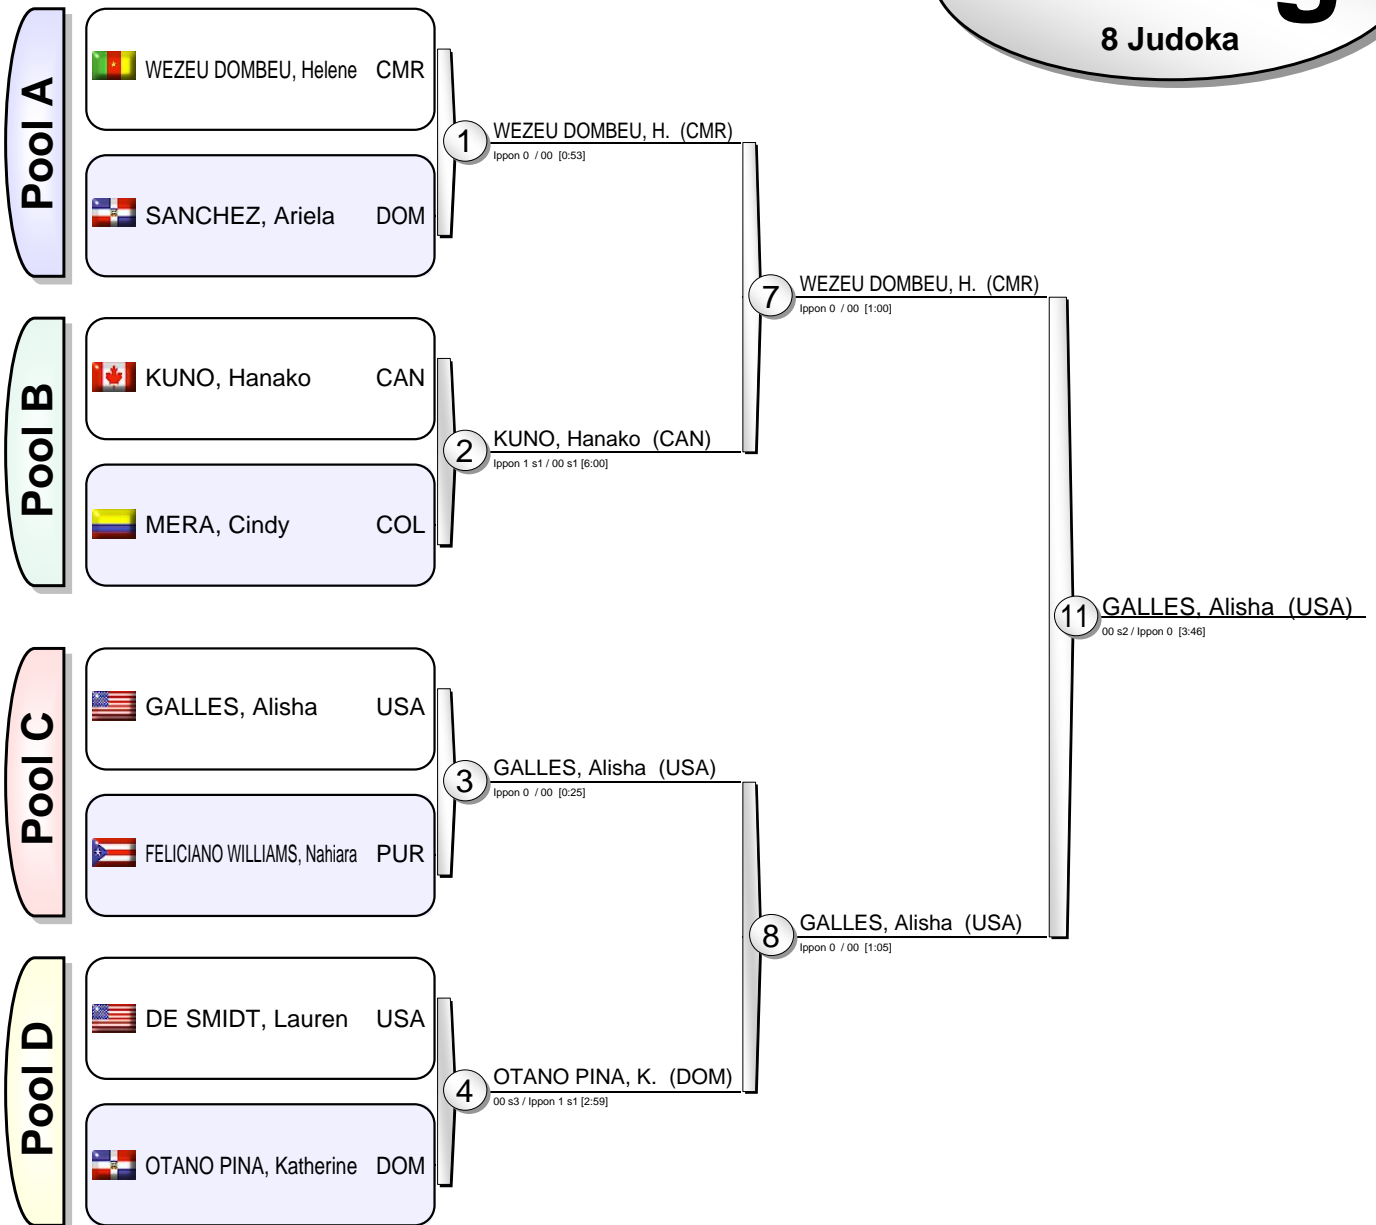 8 Judoka
Pool A
WEZEU DOMBEU, Helene CMR
SANCHEZ, Ariela DOM
1 WEZEU DOMBEU, H. (CMR)
Ippon 0 / 00 [0:53]
7 WEZEU DOMBEU, H. (CMR)
Ippon 0 / 00 [1:00]
Pool B
KUNO, Hanako CAN
MERA, Cindy COL
2 KUNO, Hanako (CAN)
Ippon 1 s1 / 00 s1 [6:00]
11 GALLES, Alisha (USA)
00 s2 / Ippon 0 [3:46]
Pool C
GALLES, Alisha USA
FELICIANO WILLIAMS, Nahiara PUR
3 GALLES, Alisha (USA)
Ippon 0 / 00 [0:25]
8 GALLES, Alisha (USA)
Ippon 0 / 00 [1:05]
Pool D
DE SMIDT, Lauren USA
OTANO PINA, Katherine DOM
4 OTANO PINA, K. (DOM)
00 s3 / Ippon 1 s1 [2:59]